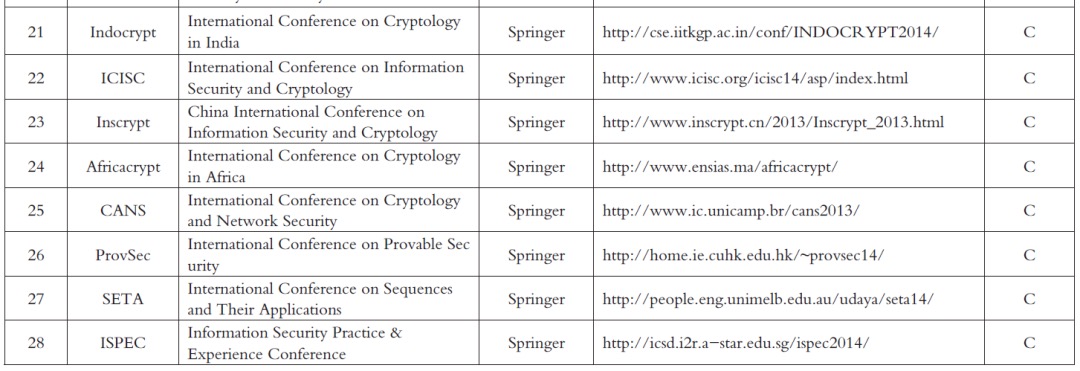 21 Indocrypt International Conference on Cryptology in India Springer http://cse.iitkgp.ac.in/conf/INDOCRYPT2014/ C
22 ICISC International Conference on Information Security and Cryptology Springer http://www.icisc.org/icisc14/asp/index.html C
23 Inscrypt China International Conference on Information Security and Cryptology Springer http://www.inscrypt.cn/2013/Inscrypt_2013.html C
24 Africacrypt International Conference on Cryptology in Africa Springer http://www.ensias.ma/africacrypt/ C
25 CANS International Conference on Cryptology and Network Security Springer http://www.ic.unicamp.br/cans2013/ C
26 ProvSec International Conference on Provable Sec urity Springer http://home.ie.cuhk.edu.hk/~provsec14/ C
27 SETA International Conference on Sequences and Their Applications Springer http://people.eng.unimelb.edu.au/udaya/seta14/ C
28 ISPEC Information Security Practice & Experience Conference Springer http://icsd.i2r.a−star.edu.sg/ispec2014/ C